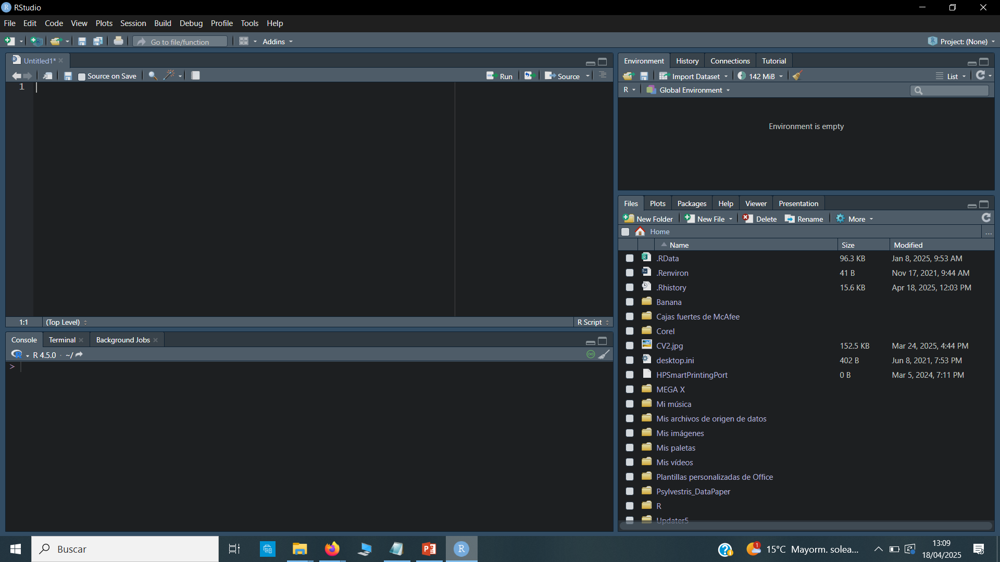 RStudio
File Edit Code View Plots Session Build Debug Profile Tools Help
Go to file/function Addins Project: (None)
Untitled1*
Source on Save Run Source
1
1:1 (Top Level) R Script
Console Terminal Background Jobs
R 4.5.0 · ~/
>
Environment History Connections Tutorial
Import Dataset 142 MiB List
R Global Environment
Environment is empty
Files Plots Packages Help Viewer Presentation
New Folder New File Delete Rename More
Home ...
Name Size Modified
.RData 96.3 KB Jan 8, 2025, 9:53 AM
.Renviron 41 B Nov 17, 2021, 9:44 AM
.Rhistory 15.6 KB Apr 18, 2025, 12:03 PM
Banana
Cajas fuertes de McAfee
Corel
CV2.jpg 152.5 KB Mar 24, 2025, 4:44 PM
desktop.ini 402 B Jun 8, 2021, 7:53 PM
HPSmartPrintingPort 0 B Mar 5, 2024, 7:11 PM
MEGA X
Mi música
Mis archivos de origen de datos
Mis imágenes
Mis paletas
Mis vídeos
Plantillas personalizadas de Office
Psylvestris_DataPaper
R
Updater5
Buscar
1 15°C Mayorm. solea... 13:09
18/04/2025